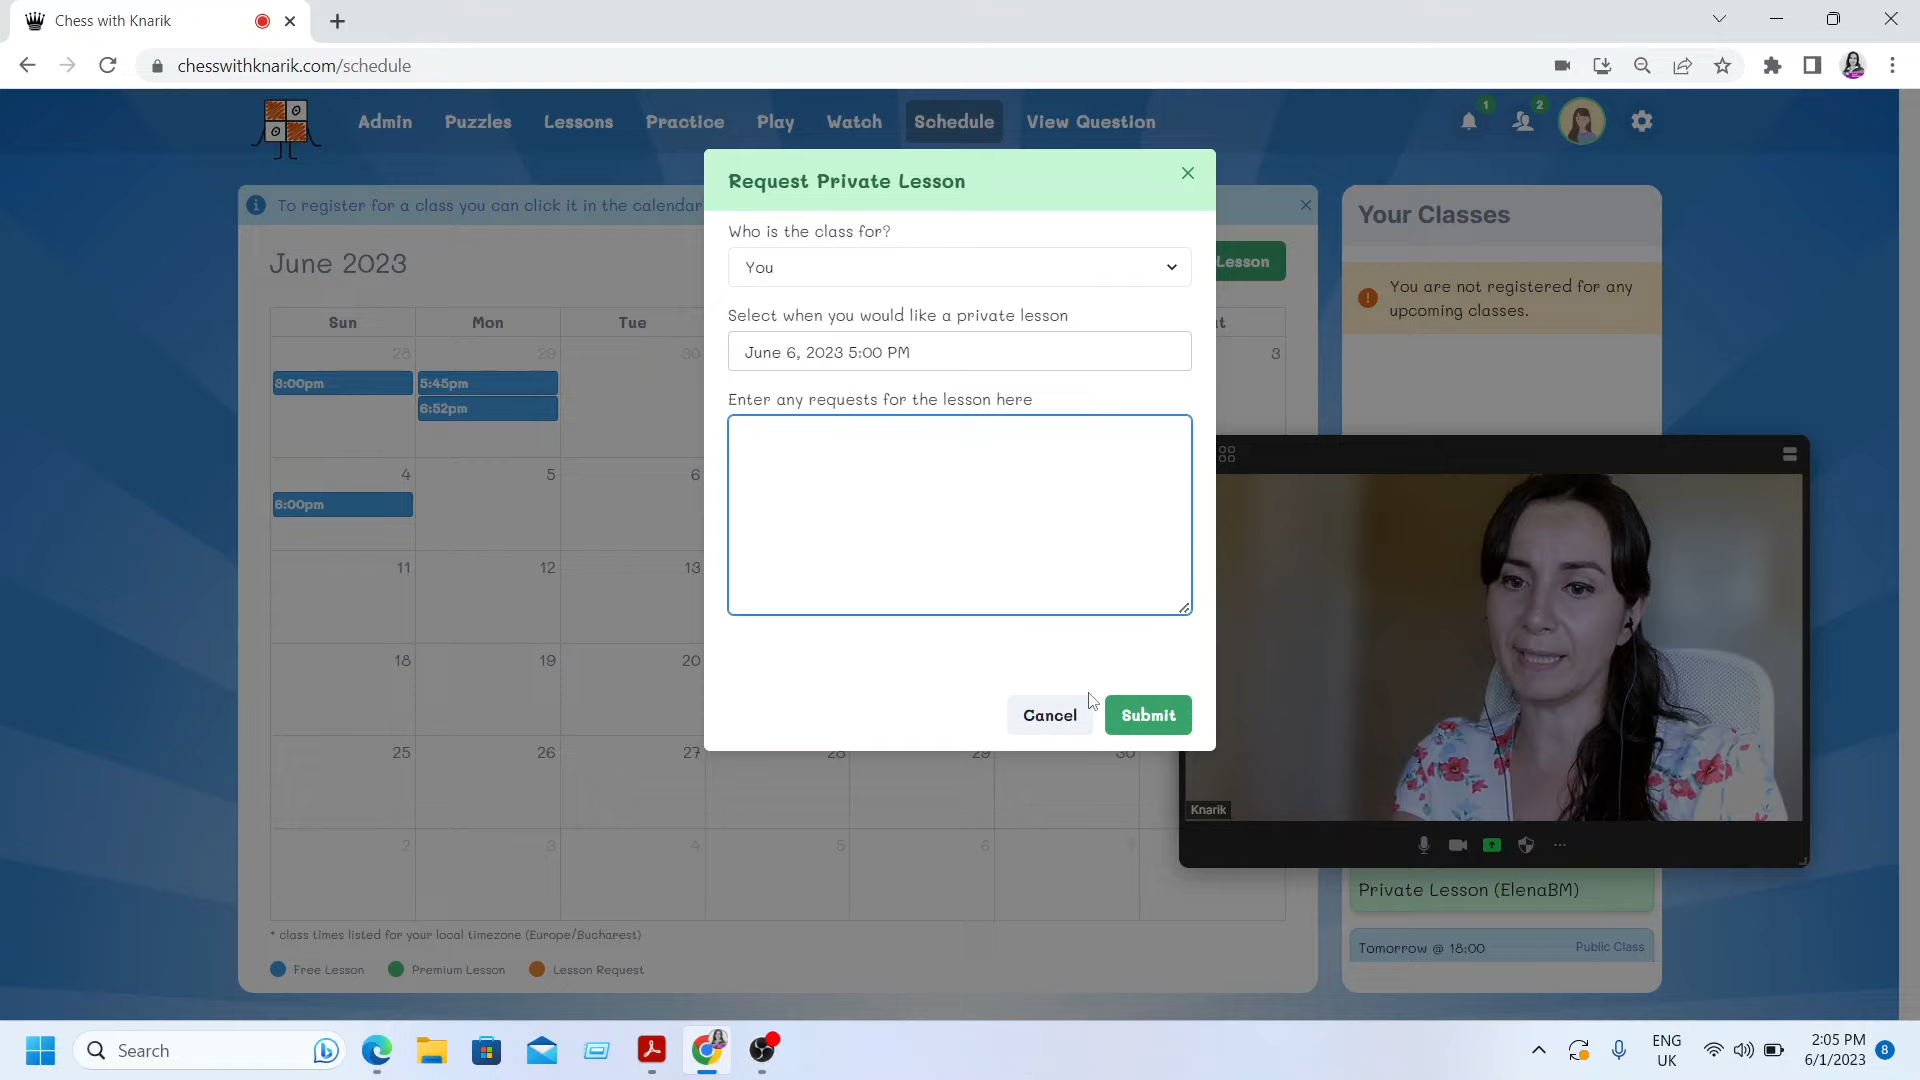 Chess with Knarik
chesswithknarik.com/schedule
Admin Puzzles Lessons Practice Play Watch Schedule View Question
1 2
Request Private Lesson
To register for a class you can click it in the calendar
Who is the class for?
You
Select when you would like a private lesson
June 6, 2023 5:00 PM
Enter any requests for the lesson here
Cancel Submit
June 2023
Lesson
Sun Mon Tue
28 29 30 3
3:00pm 5:45pm
6:52pm
4 5 6
6:00pm
11 12 13
18 19 20
25 26 27 28 29 30
2 3 4 5 6
* class times listed for your local timezone (Europe/Bucharest)
Free Lesson Premium Lesson Lesson Request
Your Classes
You are not registered for any
upcoming classes.
Knarik
Private Lesson (ElenaBM)
Tomorrow @ 18:00 Public Class
Search
ENG
UK
2:05 PM
6/1/2023
8